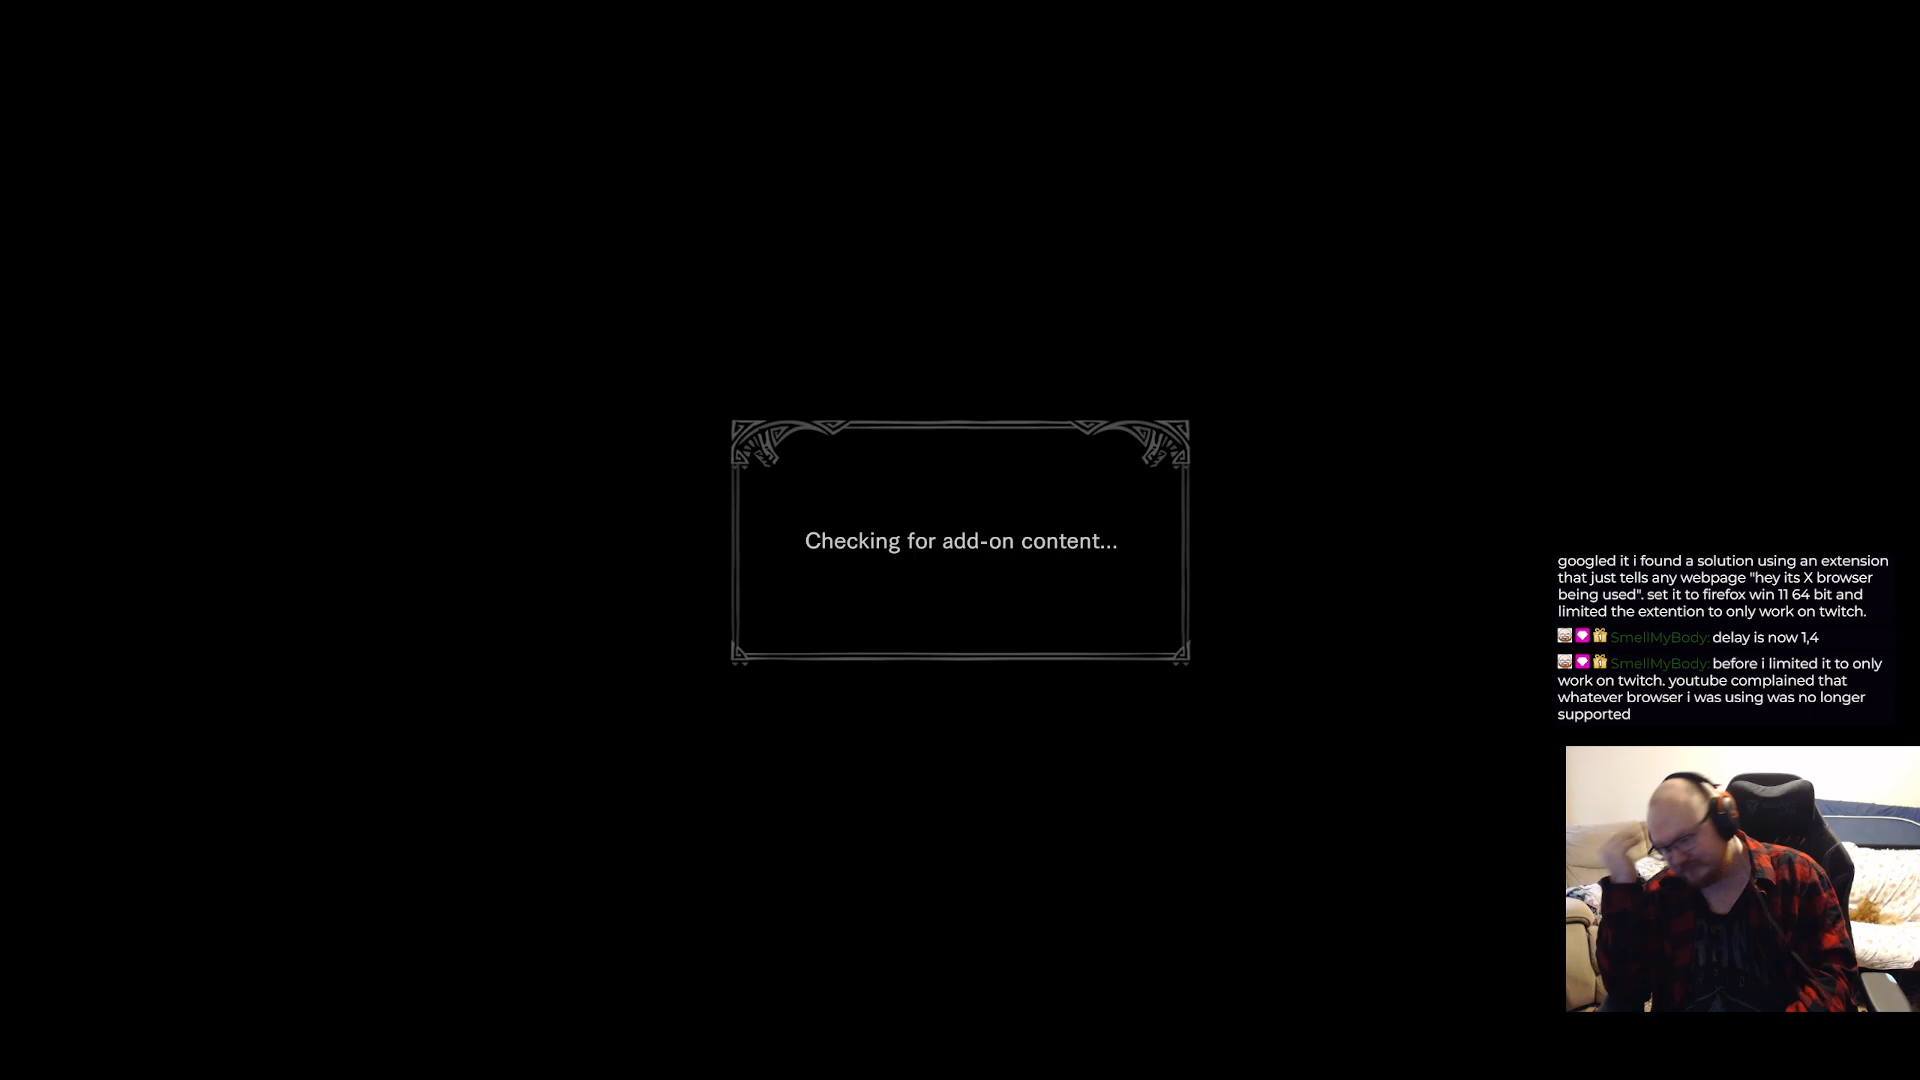 Checking for add-on content...
googled it i found a solution using an extension
that just tells any webpage "hey its X browser
being used". set it to firefox win 11 64 bit and
limited the extention to only work on twitch.
SmellMyBody: delay is now 1,4
SmellMyBody: before i limited it to only
work on twitch. youtube complained that
whatever browser i was using was no longer
supported